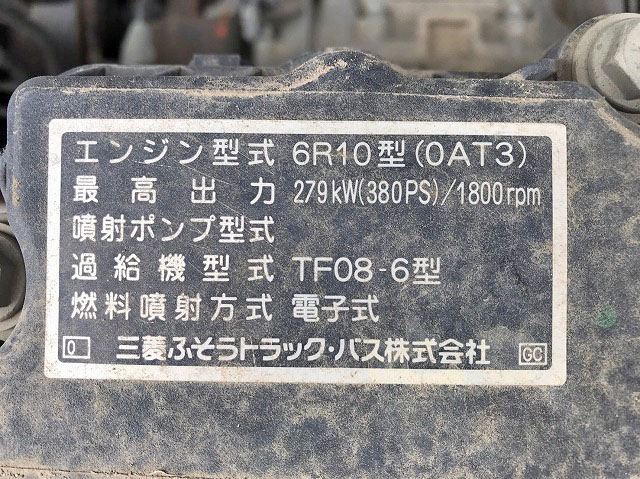 エンジン型式 6R10型(0AT3)
最高出力 279kW(380PS)/1800rpm
噴射ポンプ型式
過給機型式 TF08-6型
燃料噴射方式 電子式
0 三菱ふそうトラック・バス株式会社 GC